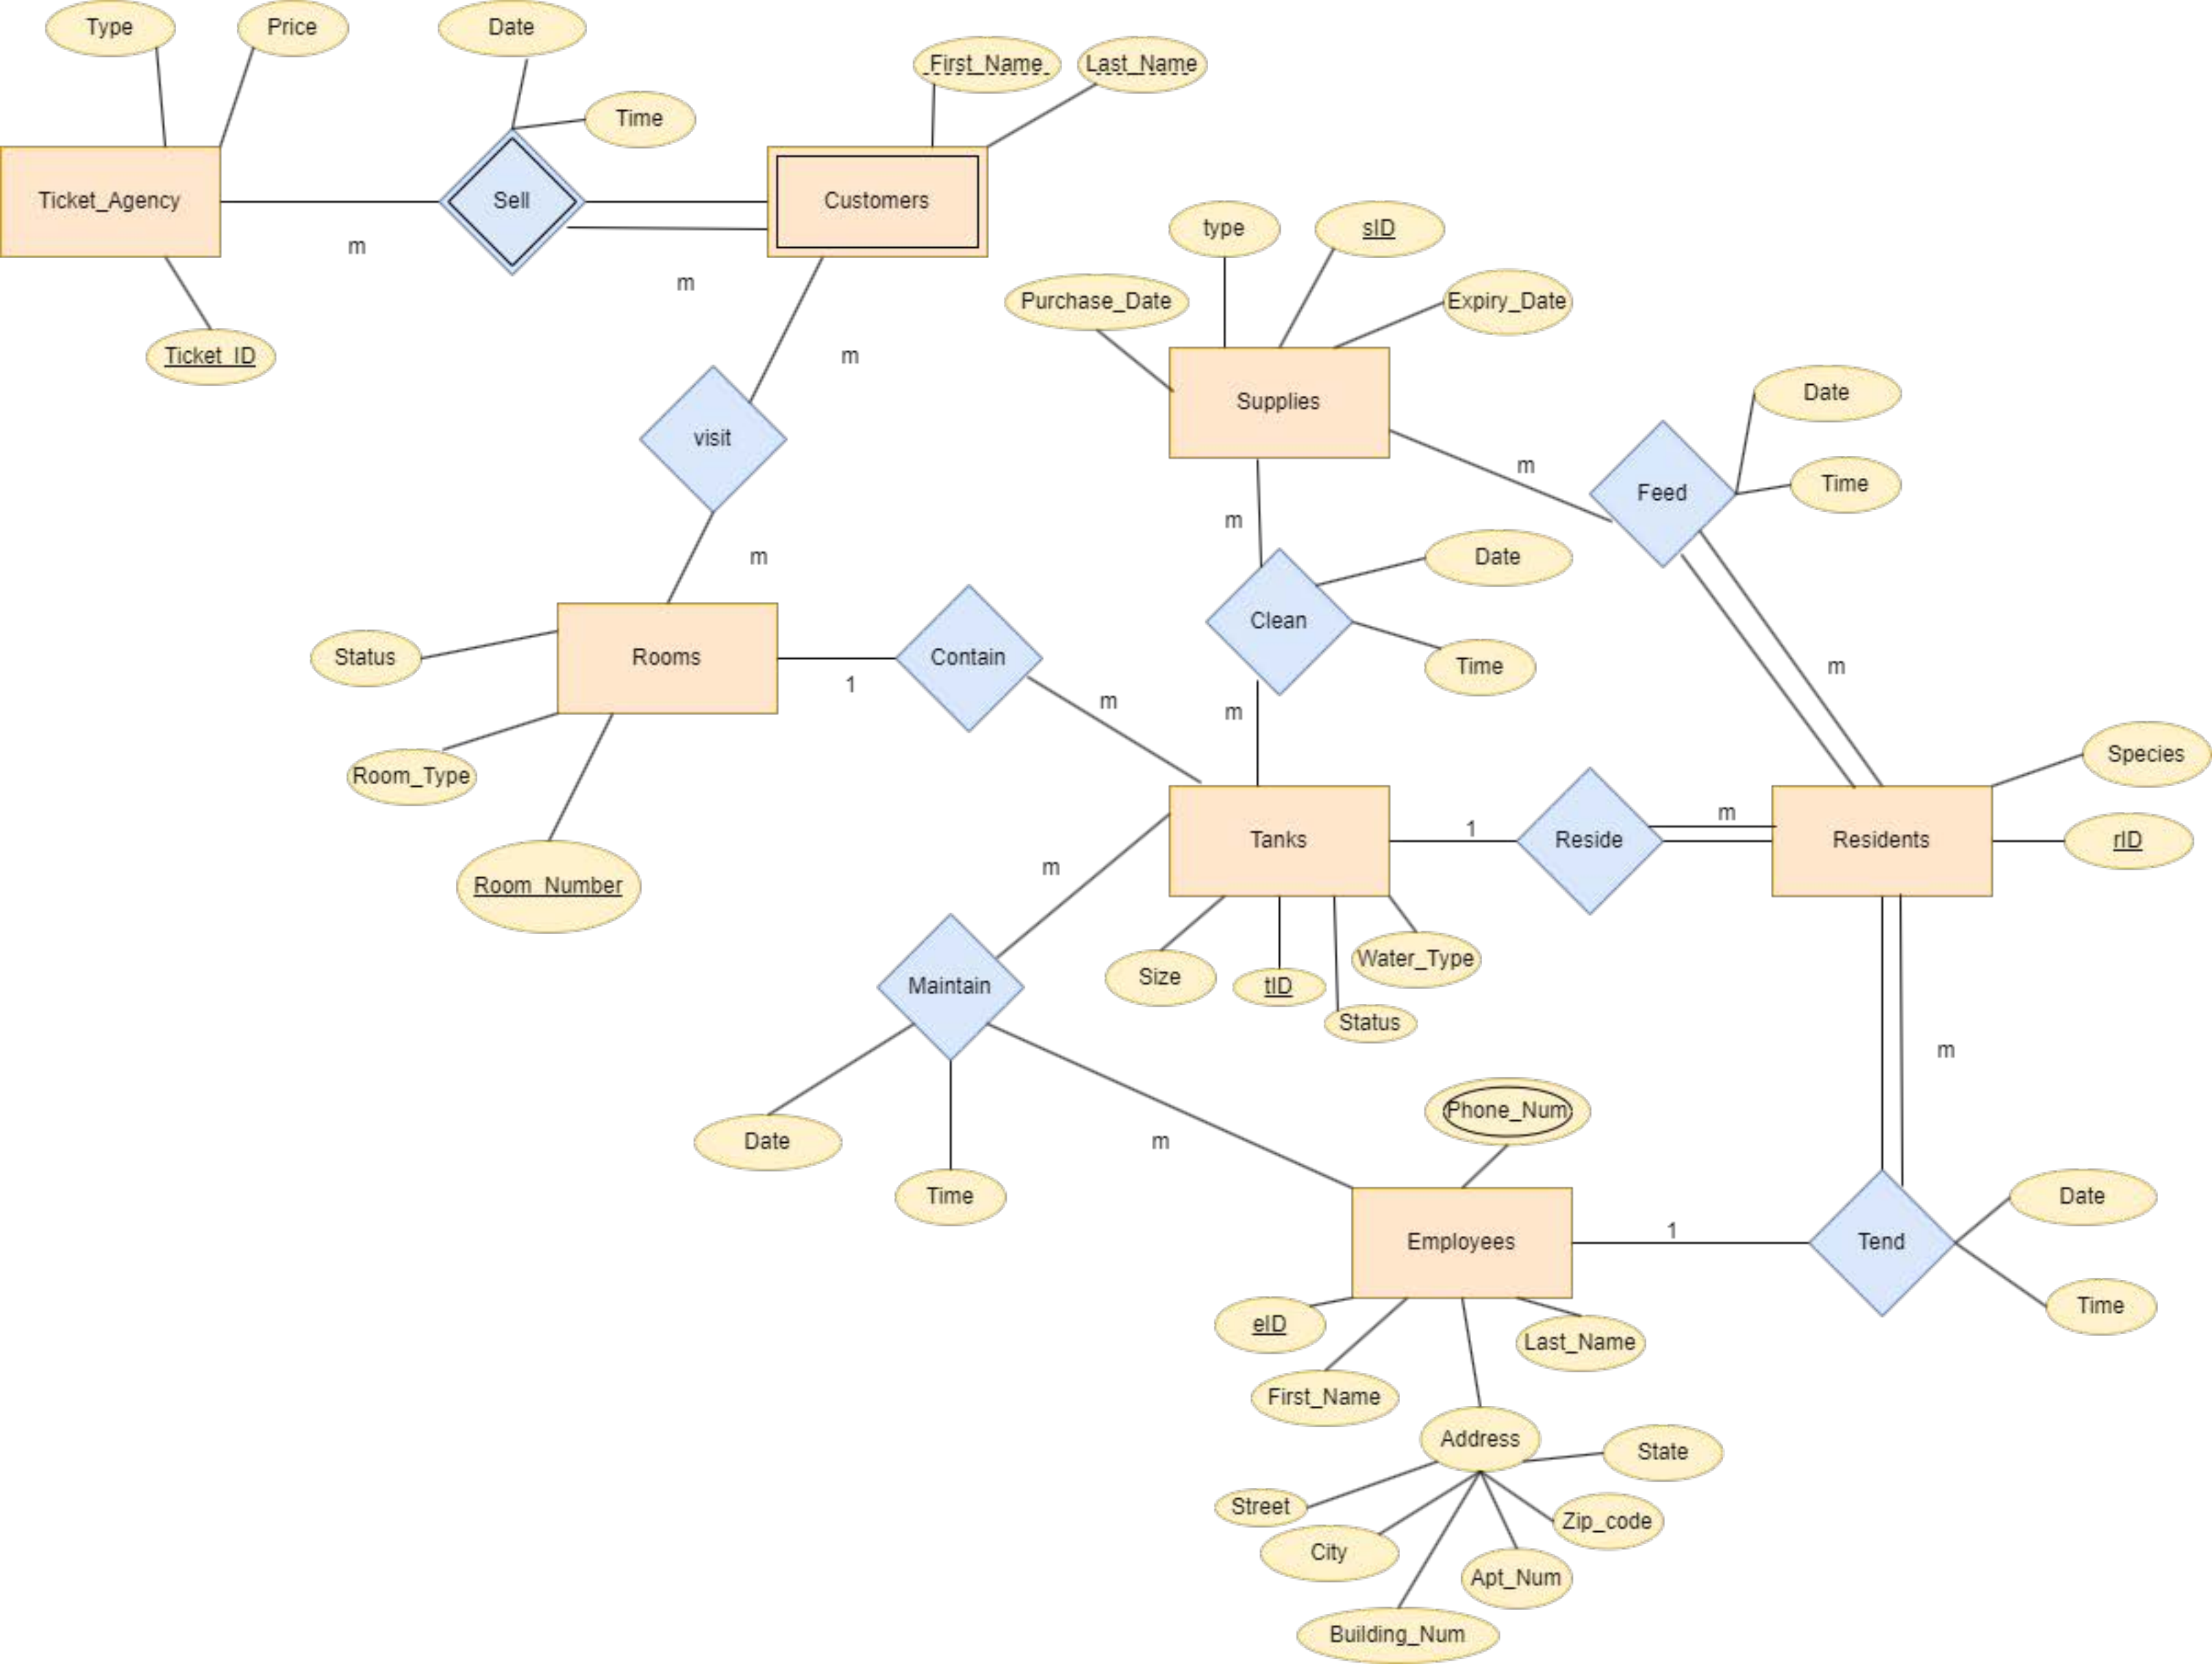 Type
Price
Date
First_Name
Last_Name
Time
Ticket_Agency
Sell
Customers
m
m
Ticket_ID
type
sID
Purchase_Date
Expiry_Date
m
Supplies
Date
visit
m
Feed
Time
m
m
Date
Clean
Status
Rooms
Contain
Time
m
1
m
m
Room_Type
Species
Room_Number
m
Tanks
1
Reside
m
Residents
rID
Maintain
Size
tID
Water_Type
Status
m
Date
m
Phone_Num
Time
Employees
1
Tend
Date
Time
eID
Last_Name
First_Name
Address
State
Street
City
Zip_code
Apt_Num
Building_Num